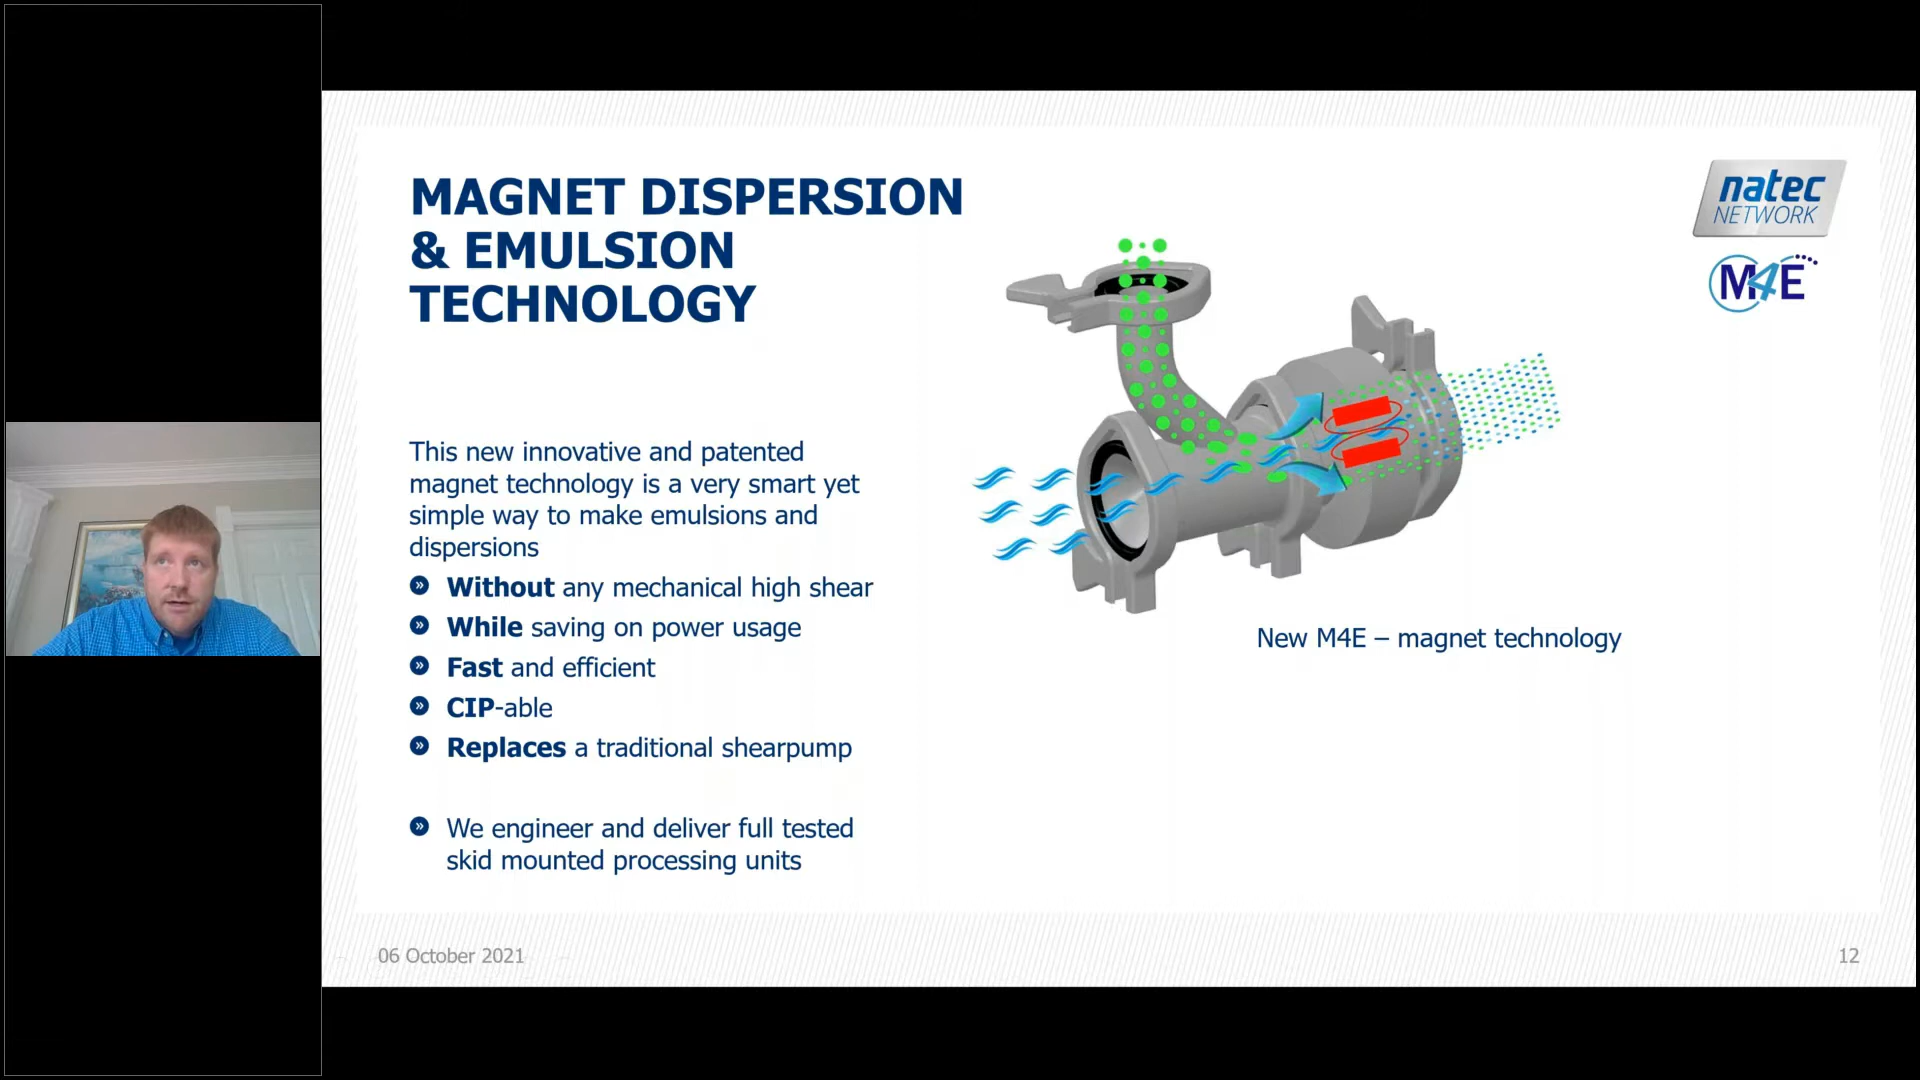 MAGNET DISPERSION
& EMULSION
TECHNOLOGY
natec
NETWORK
M4E
This new innovative and patented
magnet technology is a very smart yet
simple way to make emulsions and
dispersions
» Without any mechanical high shear
» While saving on power usage
» Fast and efficient
» CIP-able
» Replaces a traditional shearpump
» We engineer and deliver full tested
skid mounted processing units
New M4E – magnet technology
06 October 2021
12